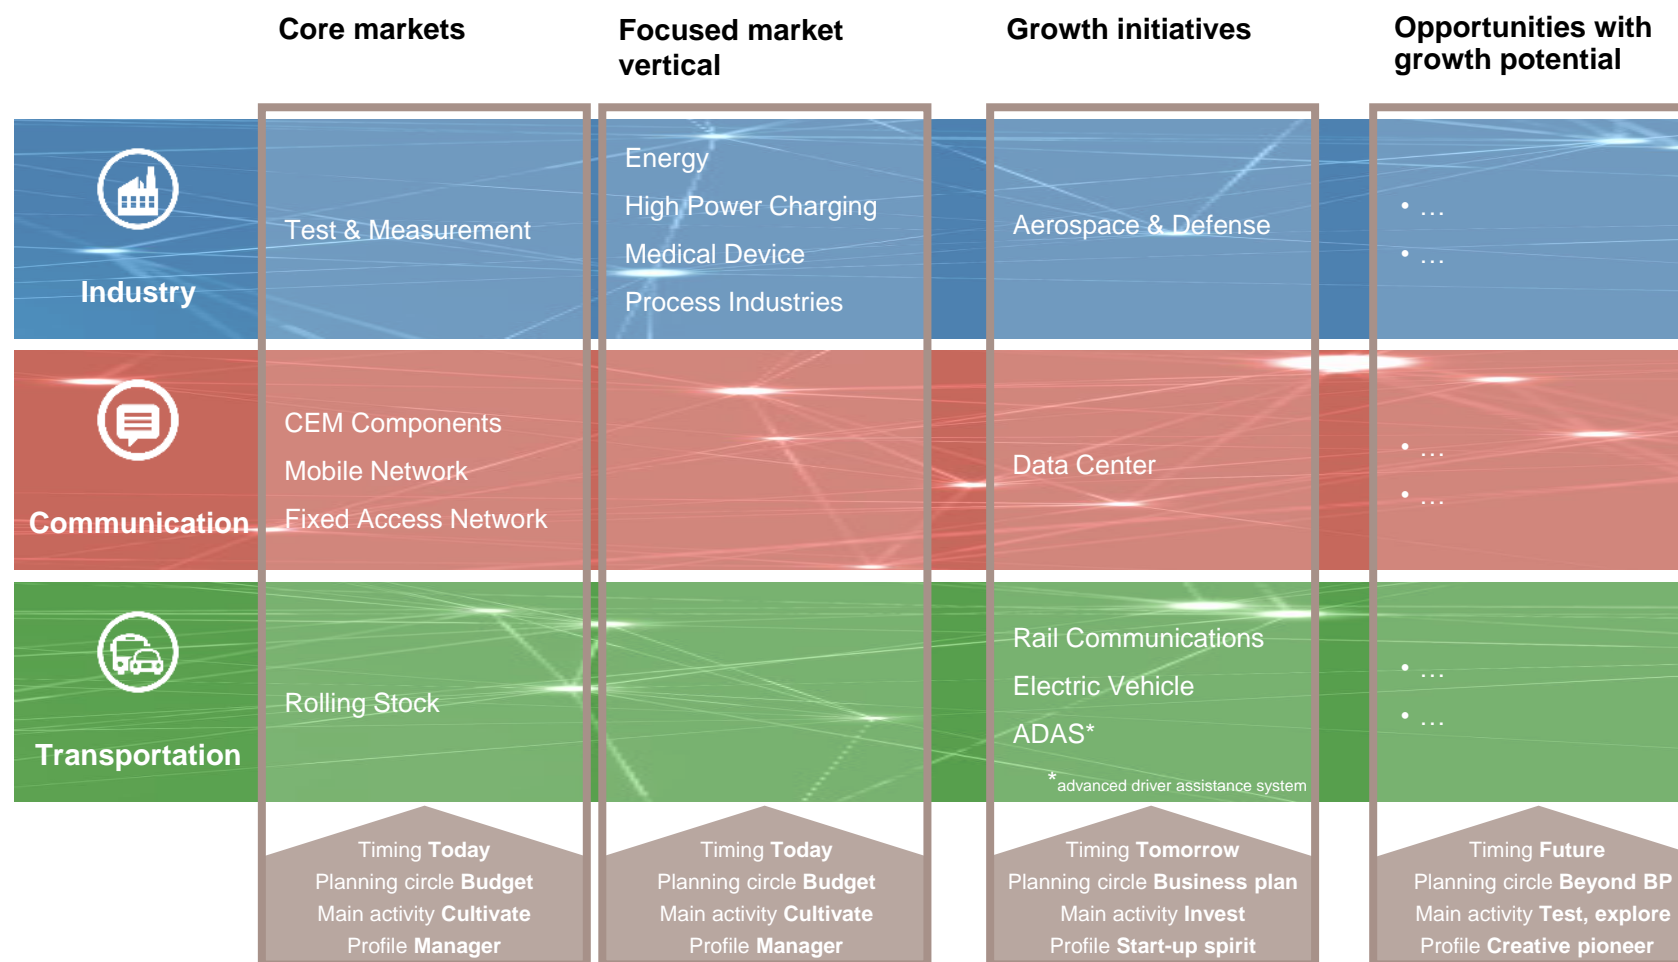 Core markets
Focused market
vertical
Growth initiatives
Opportunities with
growth potential
Industry
Test & Measurement
Energy
High Power Charging
Medical Device
Process Industries
Aerospace & Defense
• …
• …
Communication
CEM Components
Mobile Network
Fixed Access Network
Data Center
• …
• …
Transportation
Rolling Stock
Rail Communications
Electric Vehicle
ADAS*
*advanced driver assistance system
• …
• …
Timing Today
Planning circle Budget
Main activity Cultivate
Profile Manager
Timing Today
Planning circle Budget
Main activity Cultivate
Profile Manager
Timing Tomorrow
Planning circle Business plan
Main activity Invest
Profile Start-up spirit
Timing Future
Planning circle Beyond BP
Main activity Test, explore
Profile Creative pioneer